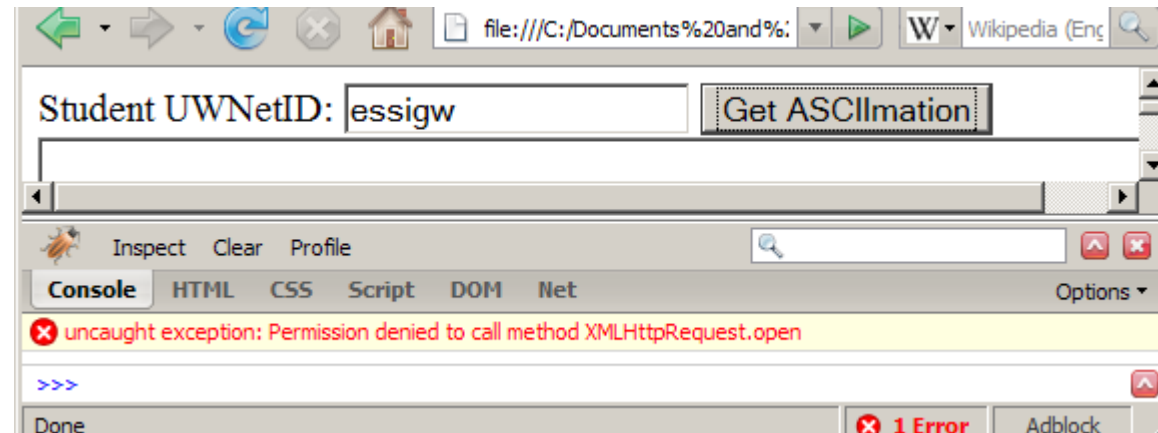 file:///C:/Documents%20and%2 W Wikipedia (Eng
Student UWNetID: essigw Get ASCIImation
Inspect Clear Profile
Console HTML CSS Script DOM Net Options
uncaught exception: Permission denied to call method XMLHttpRequest.open
>>>
Done 1 Error Adblock